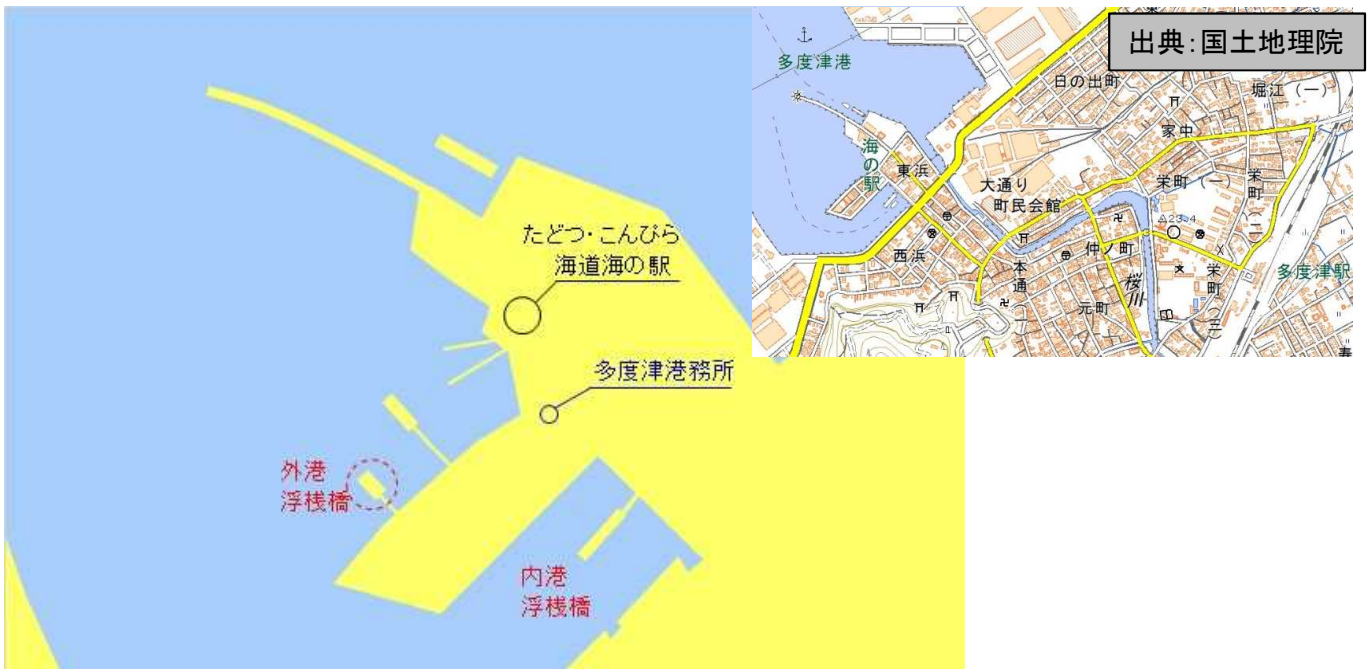 たどつ・こんぴら
海道海の駅
多度津港務所
外港
浮桟橋
内港
浮桟橋
出典：国土地理院
多度津港
日の出町
堀江（一）
家中
海の駅
東浜
大通り
町民会館
栄町（一）
栄町（二）
△23.4
西浜
本通
仲ノ町
桜川
元町
栄町（三）
多度津駅